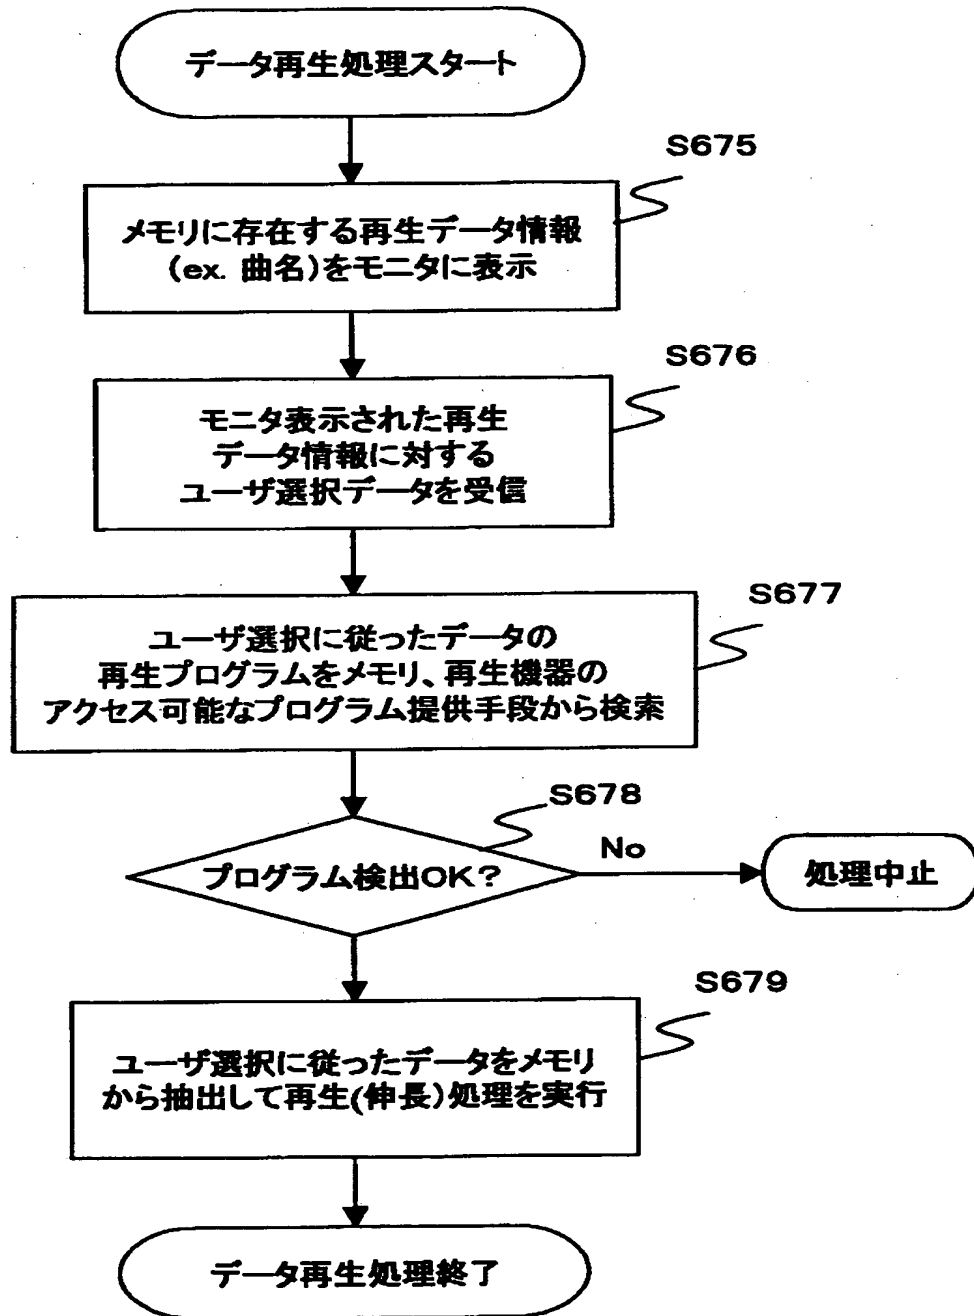 データ再生処理スタート
S675
メモリに存在する再生データ情報
(ex. 曲名)をモニタに表示
S676
モニタ表示された再生
データ情報に対する
ユーザ選択データを受信
S677
ユーザ選択に従ったデータの
再生プログラムをメモリ、再生機器の
アクセス可能なプログラム提供手段から検索
S678
プログラム検出OK?
No
処理中止
S679
ユーザ選択に従ったデータをメモリ
から抽出して再生(伸長)処理を実行
データ再生処理終了